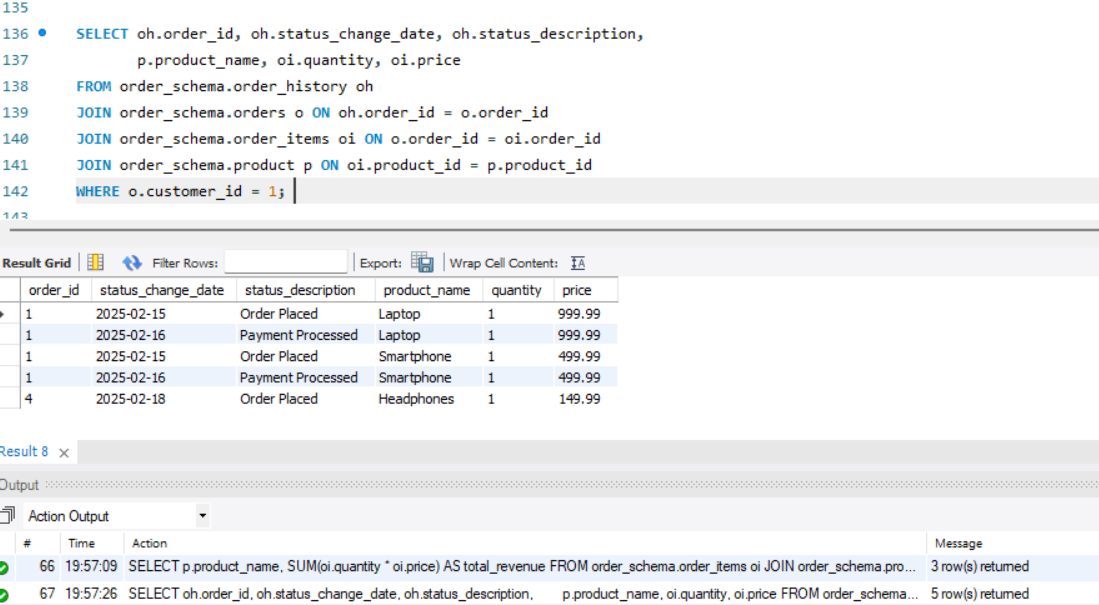 135
136 SELECT oh.order_id, oh.status_change_date, oh.status_description,
137 p.product_name, oi.quantity, oi.price
138 FROM order_schema.order_history oh
139 JOIN order_schema.orders o ON oh.order_id = o.order_id
140 JOIN order_schema.order_items oi ON o.order_id = oi.order_id
141 JOIN order_schema.product p ON oi.product_id = p.product_id
142 WHERE o.customer_id = 1;
143
Result Grid Filter Rows: Export: Wrap Cell Content: IA
order_id status_change_date status_description product_name quantity price
1 2025-02-15 Order Placed Laptop 1 999.99
1 2025-02-16 Payment Processed Laptop 1 999.99
1 2025-02-15 Order Placed Smartphone 1 499.99
1 2025-02-16 Payment Processed Smartphone 1 499.99
4 2025-02-18 Order Placed Headphones 1 149.99
Result 8
Output
Action Output
# Time Action Message
66 19:57:09 SELECT p.product_name, SUM(oi.quantity * oi.price) AS total_revenue FROM order_schema.order_items oi JOIN order_schema.pro... 3 row(s) returned
67 19:57:26 SELECT oh.order_id, oh.status_change_date, oh.status_description, p.product_name, oi.quantity, oi.price FROM order_schema... 5 row(s) returned